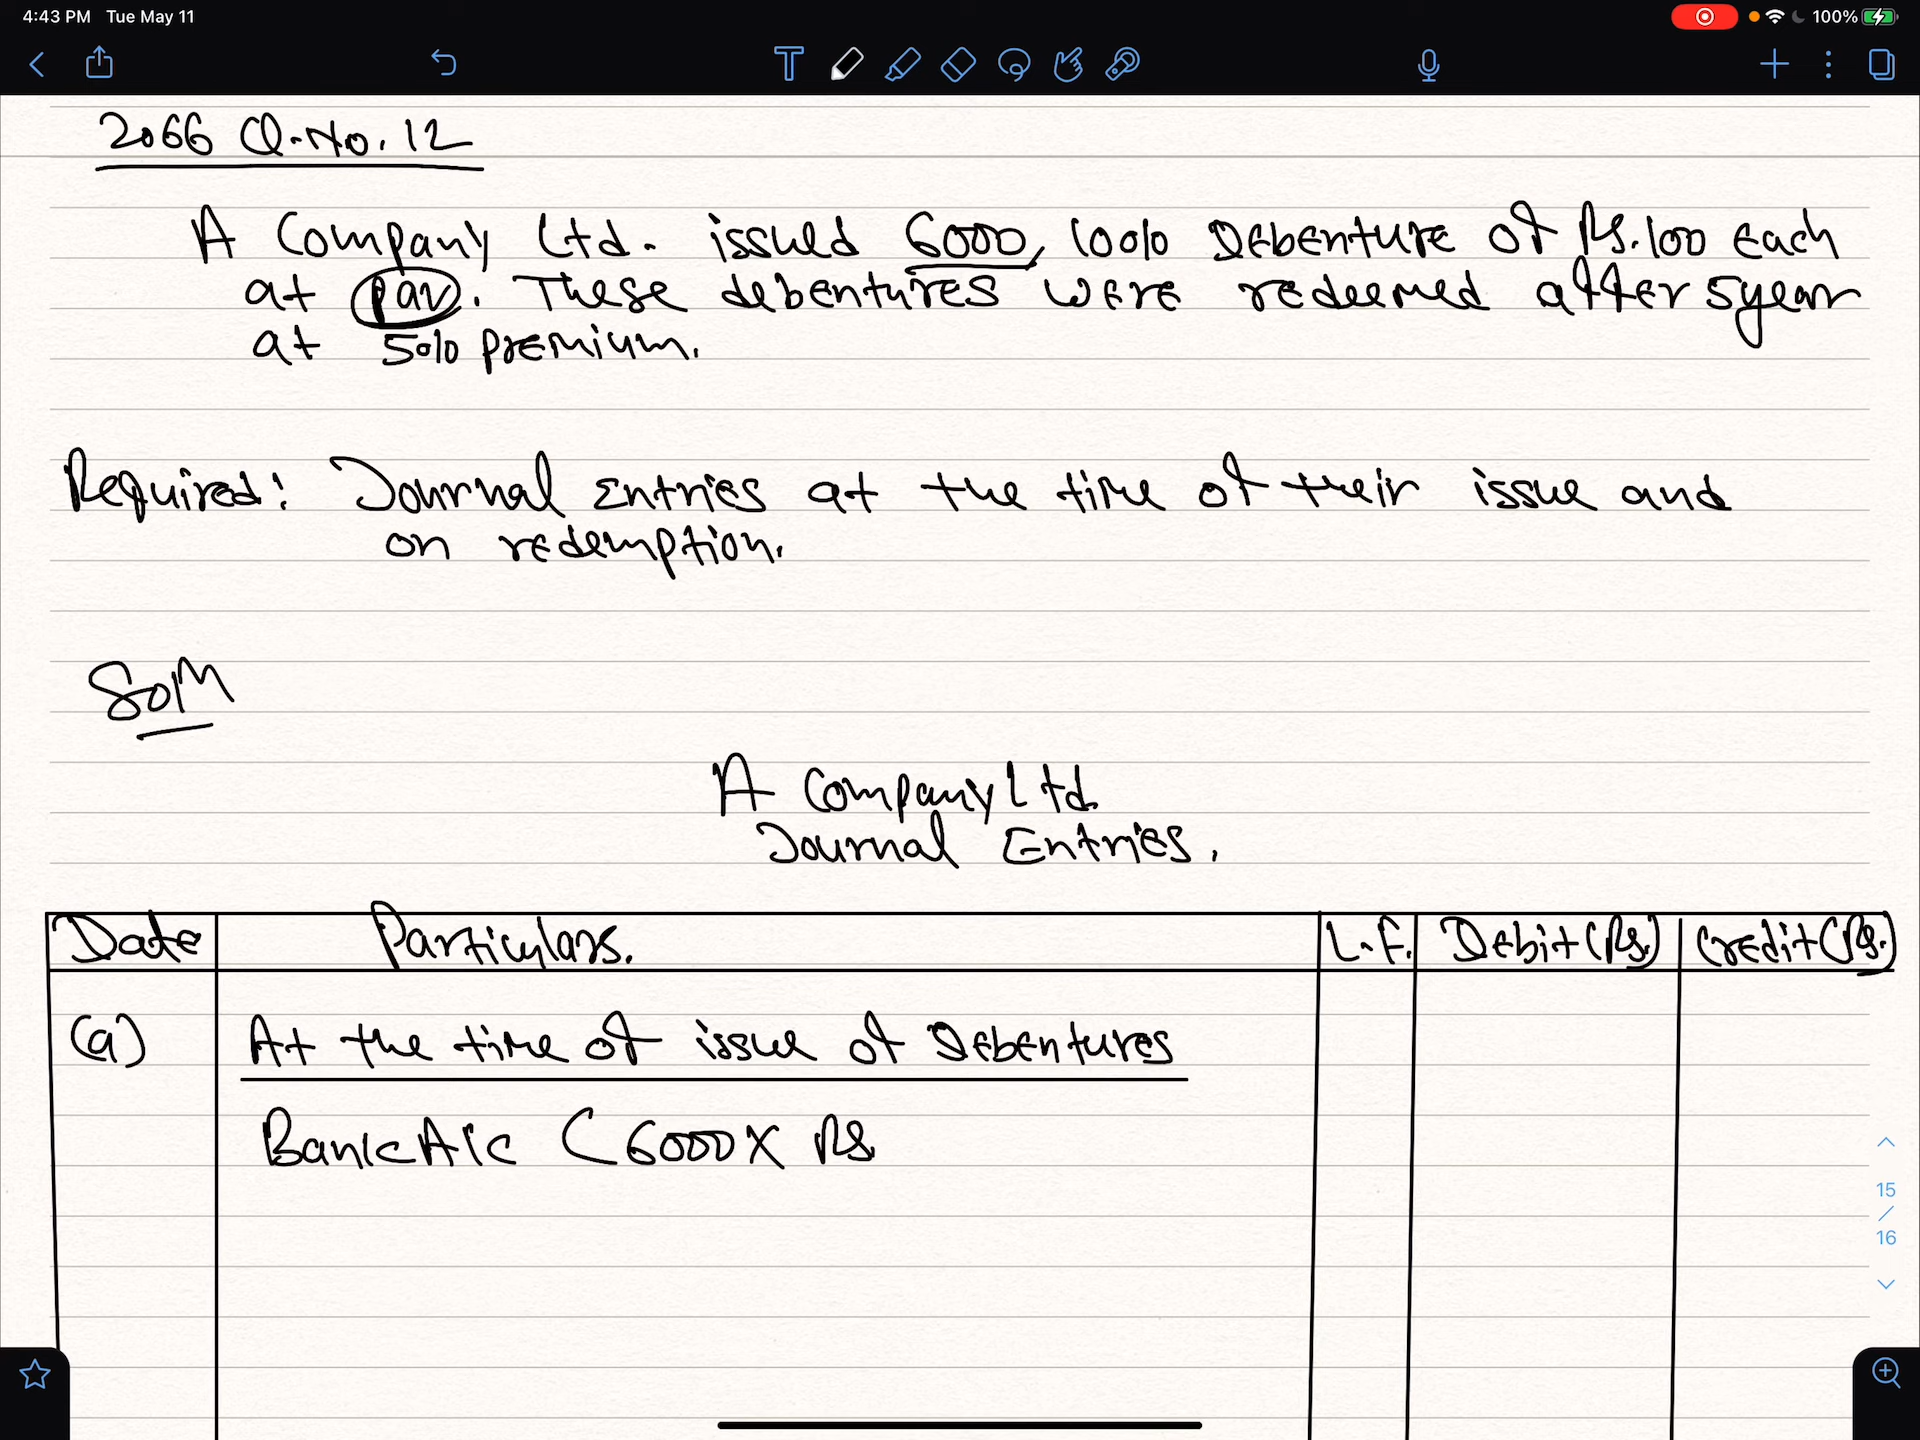 4:43 PM Tue May 11
100%
2066 Q.No. 12
A Company Ltd. issued 6000, 10% Debenture of Rs. 100 Each
at par. These debentures were redeemed after 5 year
at 5% premium.
Required: Journal Entries at the time of their issue and
on redemption.
Soln
A Company Ltd.
Journal Entries.
Date Particulars. L.F. Debit (Rs.) Credit (Rs.)
(a) At the time of issue of Debentures
Bank A/c (6000 X Rs.
15
/
16